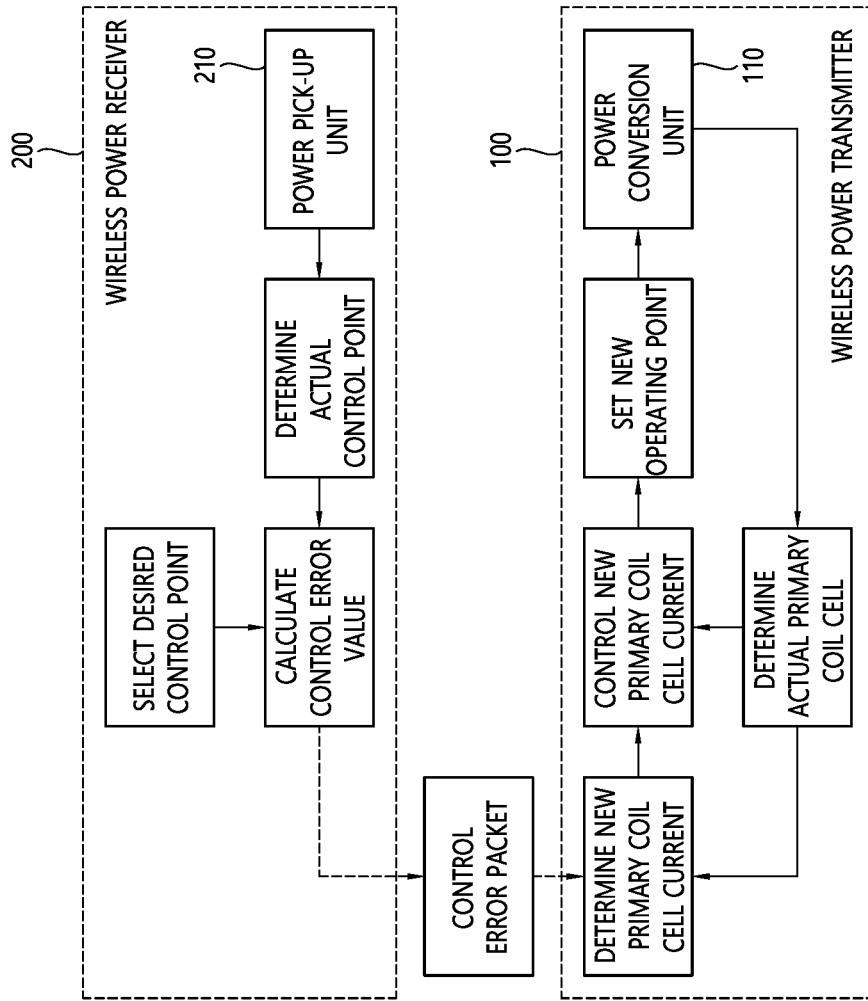 200
WIRELESS POWER RECEIVER
SELECT DESIRED
CONTROL POINT
210
CALCULATE
CONTROL ERROR
VALUE
DETERMINE
ACTUAL
CONTROL POINT
POWER PICK-UP
UNIT
CONTROL
ERROR PACKET
100
DETERMINE NEW
PRIMARY COIL
CELL CURRENT
CONTROL NEW
PRIMARY COIL
CELL CURRENT
SET NEW
OPERATING POINT
POWER
CONVERSION
UNIT
110
DETERMINE
ACTUAL PRIMARY
COIL CELL
WIRELESS POWER TRANSMITTER